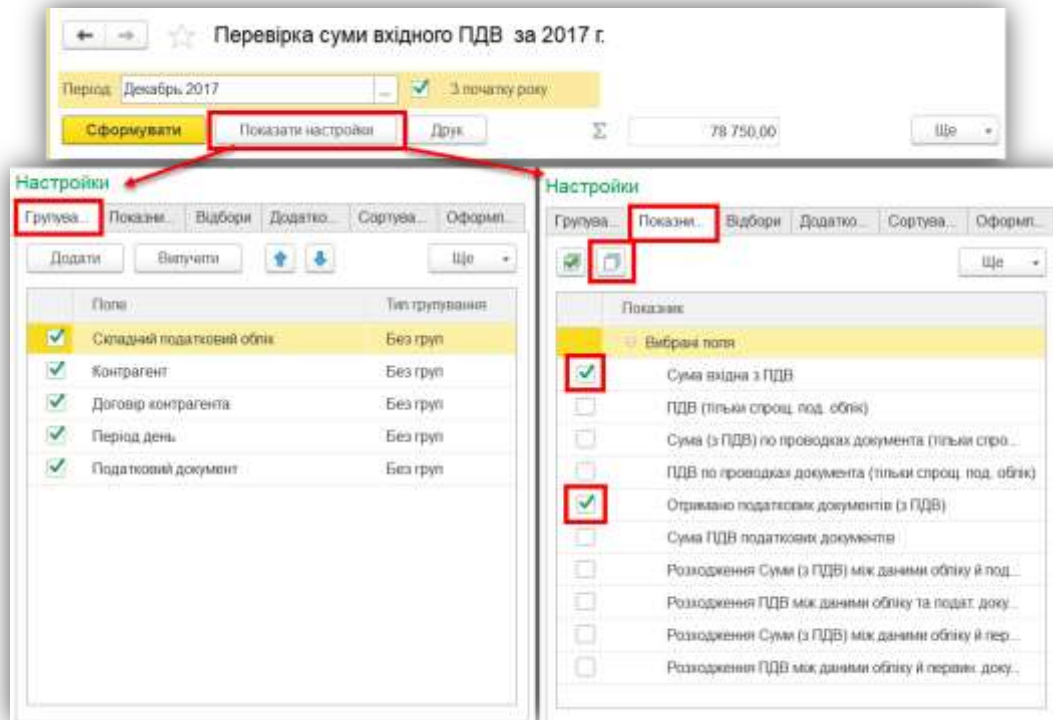 Перевірка суми вхідного ПДВ за 2017 г.
Період: Декабрь 2017 ... З початку року
Сформувати Показати настройки Друк Σ 78 750,00 Ще
Настройки
Групува... Показни... Відбори Додатко... Сортува... Оформл...
Додати Вилучити Ще
Поле Тип групування
Складний податковий облік Без груп
Контрагент Без груп
Договір контрагента Без груп
Період день Без груп
Податковий документ Без груп
Настройки
Групува... Показни... Відбори Додатко... Сортува... Оформл...
Ще
Показник
Вибрані поля
Сума вхідна з ПДВ
ПДВ (тільки спрощ. под. облік)
Сума (з ПДВ) по проводках документа (тільки спро...
ПДВ по проводках документа (тільки спрощ. под. облік)
Отримано податкових документів (з ПДВ)
Сума ПДВ податкових документів
Розходження Суми (з ПДВ) між даними обліку й под...
Розходження ПДВ між даними обліку та подат. доку...
Розходження Суми (з ПДВ) між даними обліку й пер...
Розходження ПДВ між даними обліку й первин. доку...